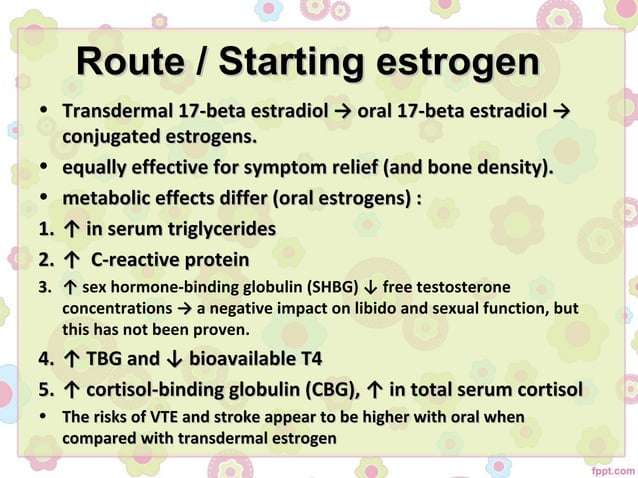 Route / Starting estrogen
• Transdermal 17-beta estradiol → oral 17-beta estradiol →
conjugated estrogens.
• equally effective for symptom relief (and bone density).
• metabolic effects differ (oral estrogens) :
1. ↑ in serum triglycerides
2. ↑ C-reactive protein
3. ↑ sex hormone-binding globulin (SHBG) ↓ free testosterone
concentrations → a negative impact on libido and sexual function, but
this has not been proven.
4. ↑ TBG and ↓ bioavailable T4
5. ↑ cortisol-binding globulin (CBG), ↑ in total serum cortisol
• The risks of VTE and stroke appear to be higher with oral when
compared with transdermal estrogen
fppt.com